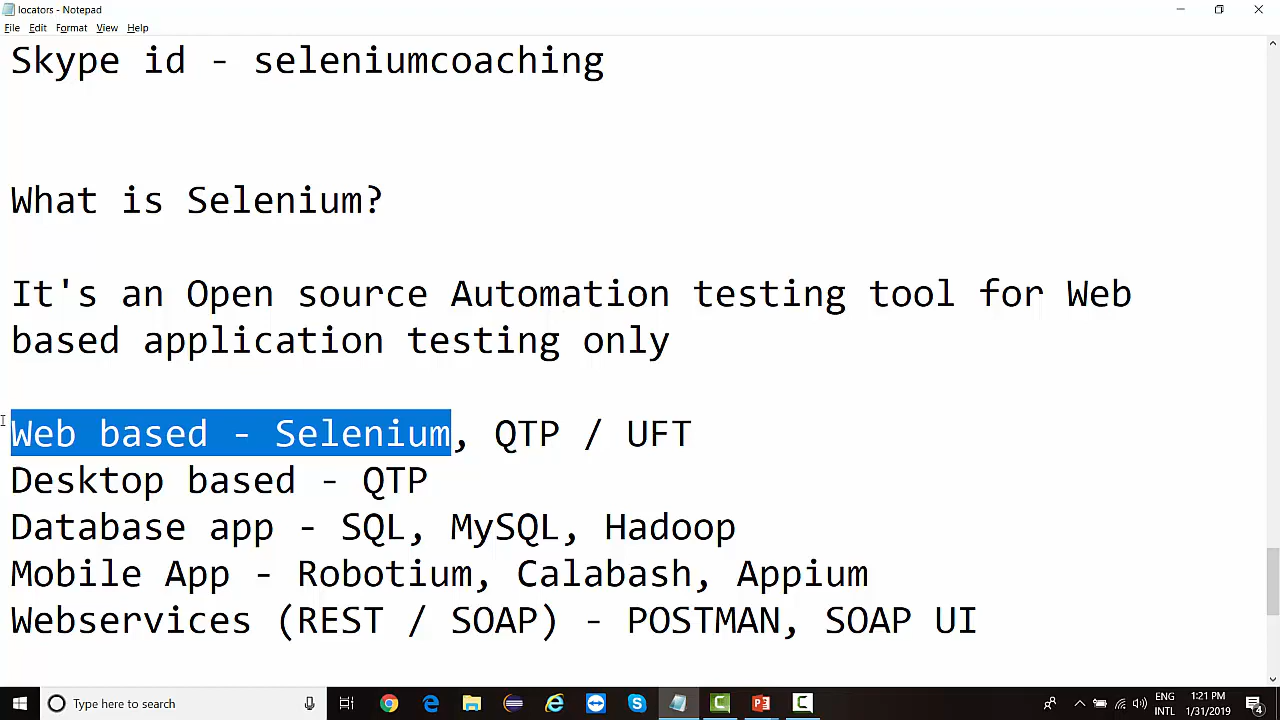 locators - Notepad
File Edit Format View Help
Skype id - seleniumcoaching
What is Selenium?
It's an Open source Automation testing tool for Web
based application testing only
Web based - Selenium, QTP / UFT
Desktop based - QTP
Database app - SQL, MySQL, Hadoop
Mobile App - Robotium, Calabash, Appium
Webservices (REST / SOAP) - POSTMAN, SOAP UI
Type here to search
ENG
INTL
1:21 PM
1/31/2019
4